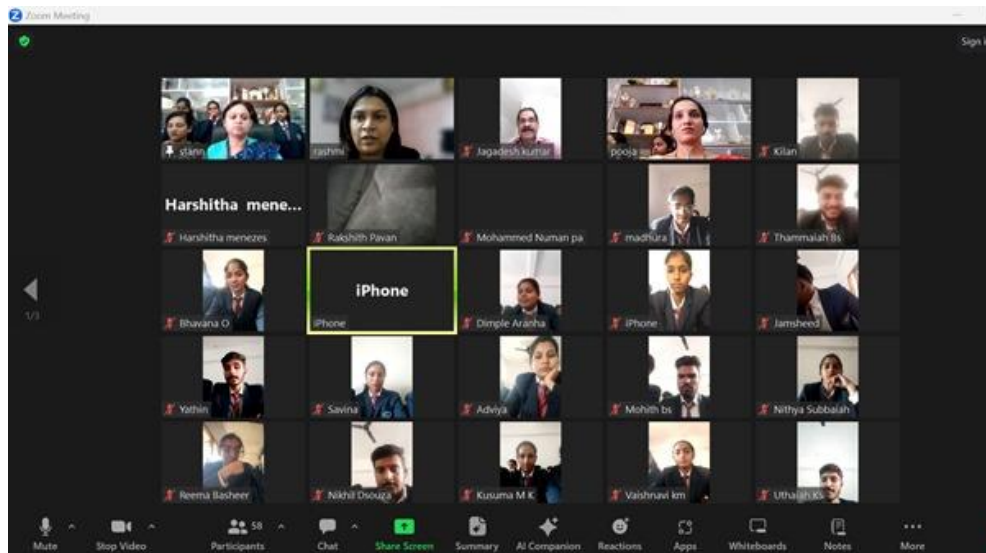 Zoom Meeting
Sign i
stann
rashmi
Jagadesh kumar
pooja
Kilan
Harshitha mene...
Harshitha menezes
Rakshith Pavan
Mohammed Numan pa
madhura
Thammaiah Bs
Bhavana O
iPhone
iPhone
Dimple Aranha
iPhone
Jamsheed
1/3
Yathin
Savina
Adviya
Mohith bs
Nithya Subbaiah
Reema Basheer
Nikhil Dsouza
Kusuma M K
Vaishnavi km
Uthaiah Ks
58
Mute
Stop Video
Participants
Chat
Share Screen
Summary
AI Companion
Reactions
Apps
Whiteboards
Notes
More